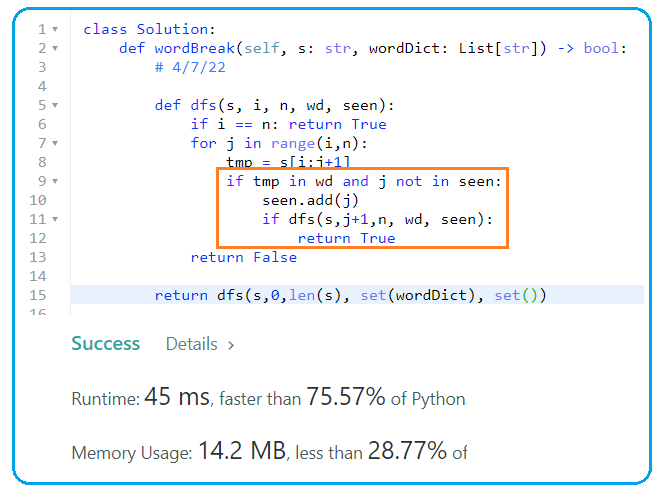 1 class Solution:
2 def wordBreak(self, s: str, wordDict: List[str]) -> bool:
3 # 4/7/22
4
5 def dfs(s, i, n, wd, seen):
6 if i == n: return True
7 for j in range(i,n):
8 tmp = s[i:j+1]
9 if tmp in wd and j not in seen:
10 seen.add(j)
11 if dfs(s,j+1,n, wd, seen):
12 return True
13 return False
14
15 return dfs(s,0,len(s), set(wordDict), set())
16
Success Details >
Runtime: 45 ms, faster than 75.57% of Python
Memory Usage: 14.2 MB, less than 28.77% of